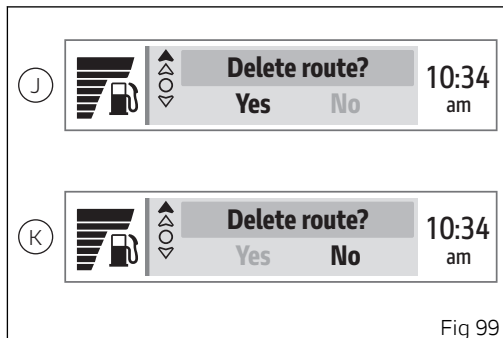 J
Delete route?
Yes No
10:34
am
K
Delete route?
Yes No
10:34
am
Fig 99